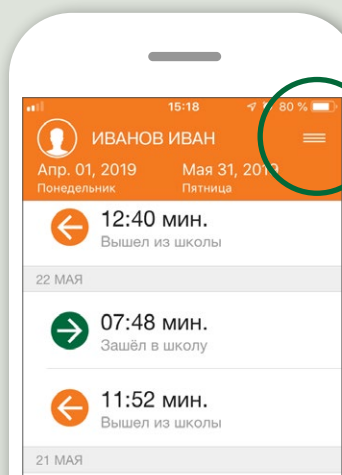 15:18 80 %
ИВАНОВ ИВАН
Апр. 01, 2019 Мая 31, 2019
Понедельник Пятница
12:40 мин.
Вышел из школы
22 МАЯ
07:48 мин.
Зашёл в школу
11:52 мин.
Вышел из школы
21 МАЯ